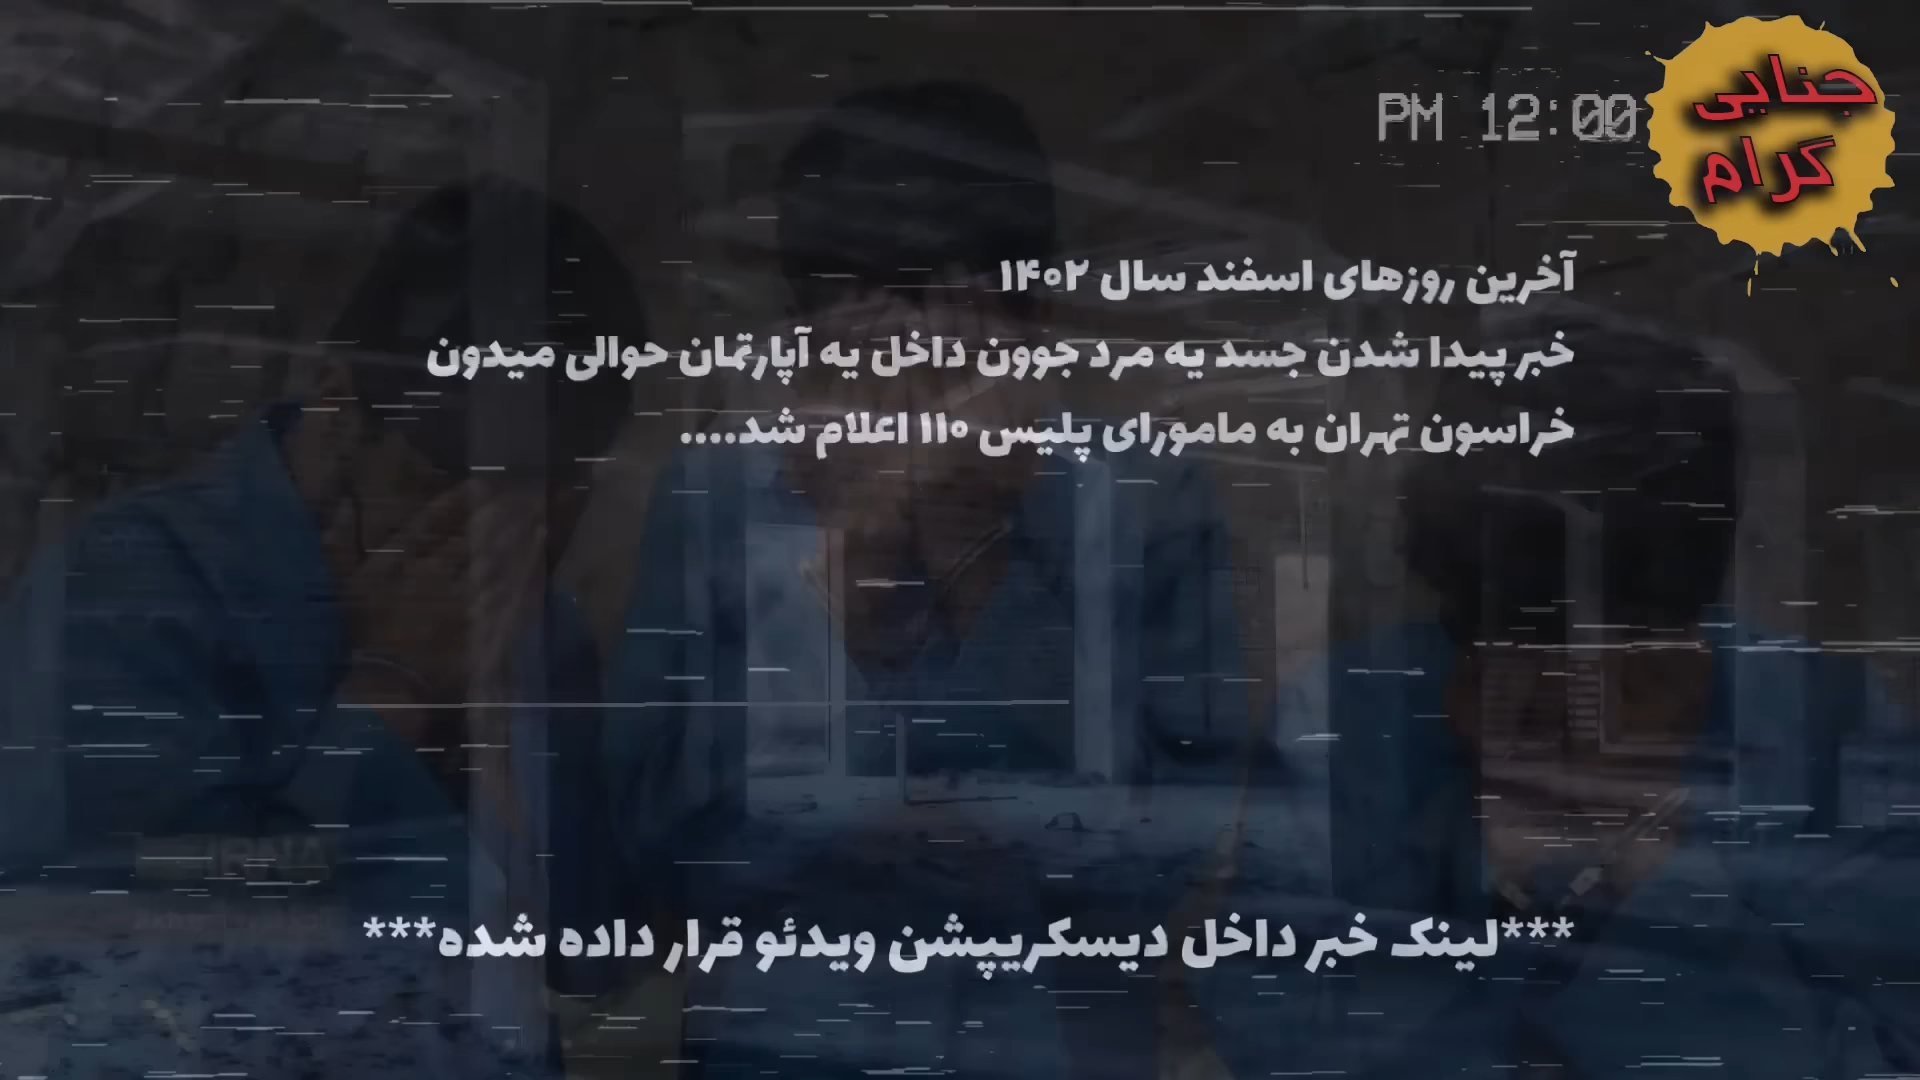 جنایی
گرام
PM 12:00
آخرین روزهای اسفند سال ۱۴۰۲
خبر پیدا شدن جسد یه مرد جوون داخل یه آپارتمان حوالی میدون
خراسون تهران به مامورای پلیس ۱۱۰ اعلام شد....
IRNA
***لینک خبر داخل دیسکریپشن ویدئو قرار داده شده***